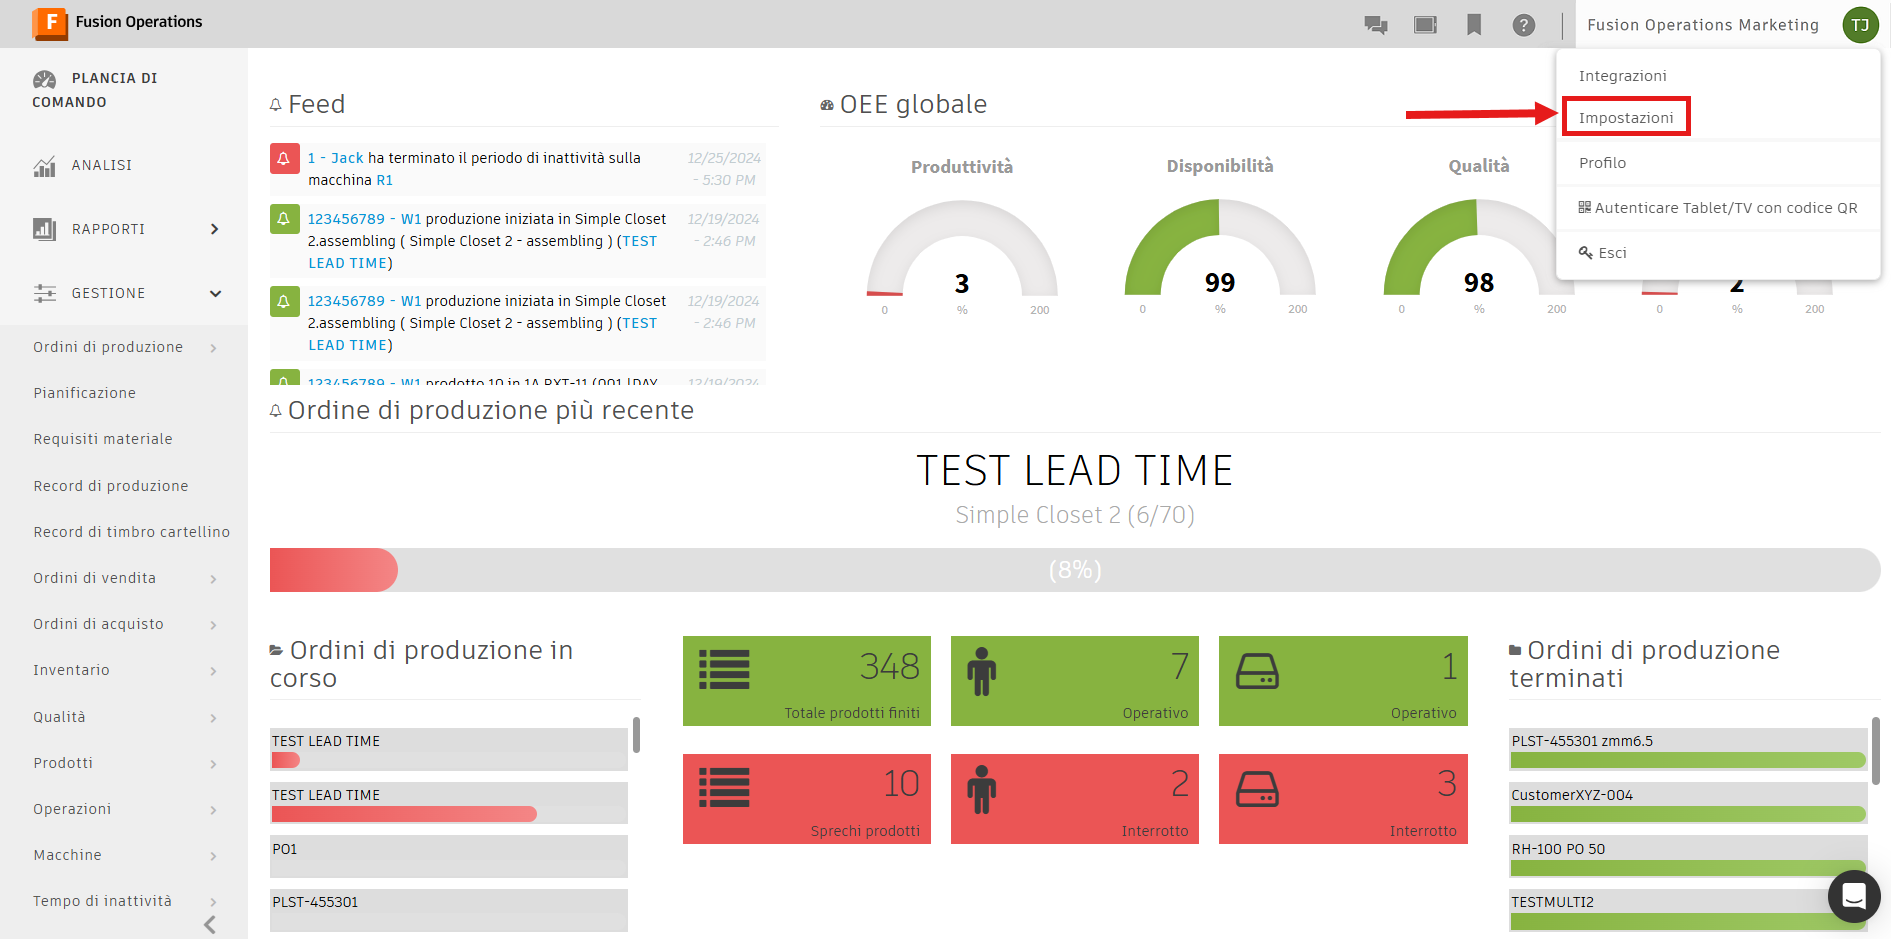 F Fusion Operations
Fusion Operations Marketing
TJ
Integrazioni
Impostazioni
Profilo
Autenticare Tablet/TV con codice QR
Esci
PLANCIA DI
COMANDO
ANALISI
RAPPORTI
GESTIONE
Ordini di produzione
Pianificazione
Requisiti materiale
Record di produzione
Record di timbro cartellino
Ordini di vendita
Ordini di acquisto
Inventario
Qualità
Prodotti
Operazioni
Macchine
Tempo di inattività
Feed
1 - Jack ha terminato il periodo di inattività sulla
macchina R1
12/25/2024
- 5:30 PM
123456789 - W1 produzione iniziata in Simple Closet
2.assembling ( Simple Closet 2 - assembling ) (TEST
LEAD TIME)
12/19/2024
- 2:46 PM
123456789 - W1 produzione iniziata in Simple Closet
2.assembling ( Simple Closet 2 - assembling ) (TEST
LEAD TIME)
12/19/2024
- 2:46 PM
123456789 - W1 prodotto 10 in 1A PXT-11 (001 IDAY
12/19/2024
OEE globale
Produttività
3
0 % 200
Disponibilità
99
0 % 200
Qualità
98
0 % 200
2
0 % 200
Ordine di produzione più recente
TEST LEAD TIME
Simple Closet 2 (6/70)
(8%)
Ordini di produzione in
corso
TEST LEAD TIME
TEST LEAD TIME
PO1
PLST-455301
348
Totale prodotti finiti
7
Operativo
1
Operativo
10
Sprechi prodotti
2
Interrotto
3
Interrotto
Ordini di produzione
terminati
PLST-455301 zmm6.5
CustomerXYZ-004
RH-100 PO 50
TESTMULTI2